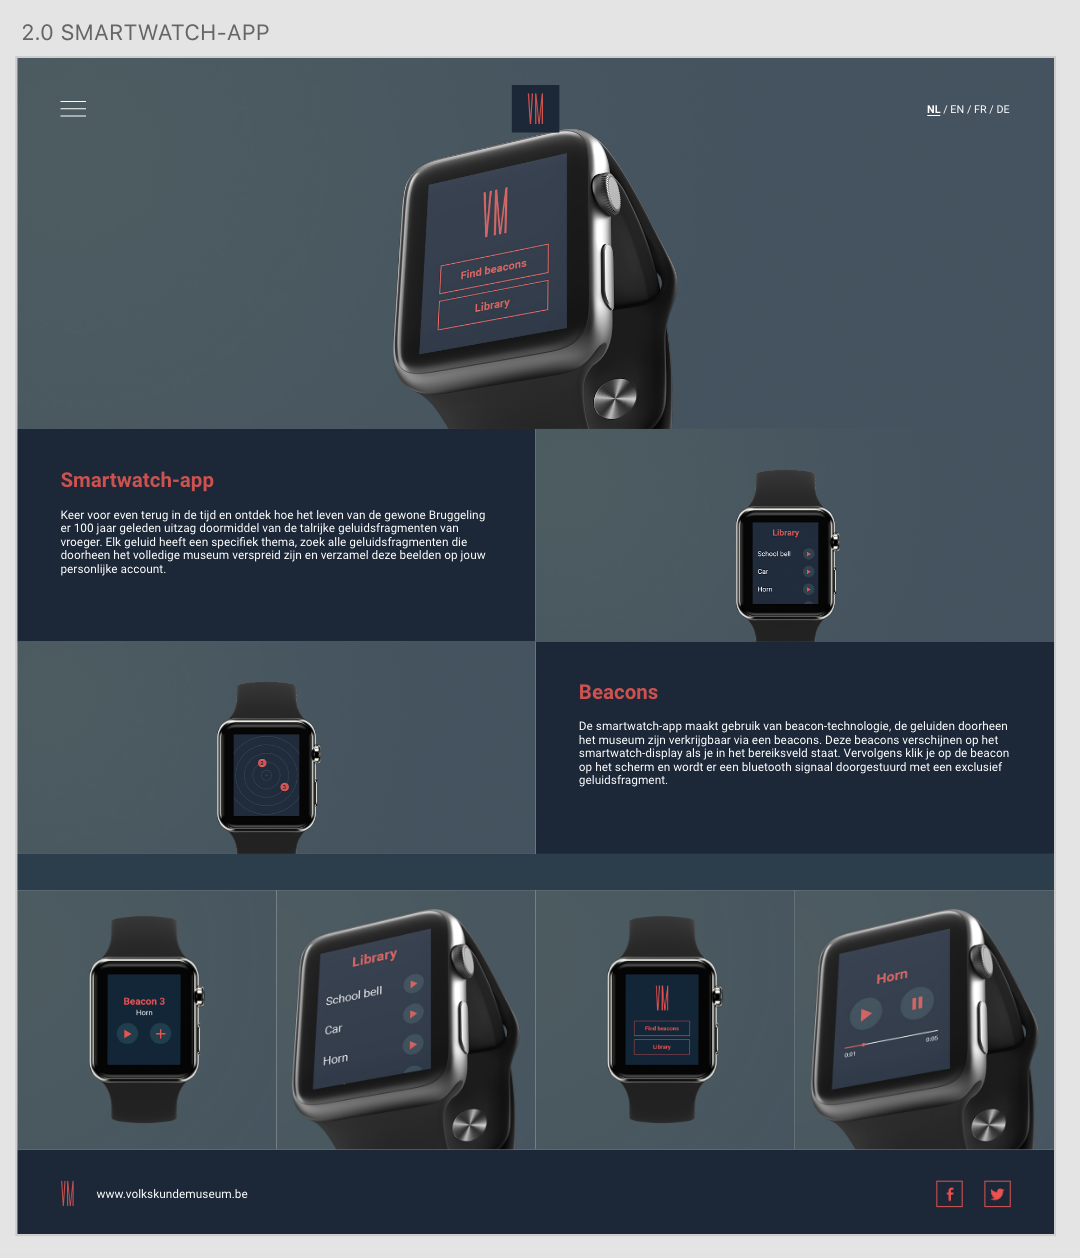 2.0 SMARTWATCH-APP
VM
NL / EN / FR / DE
VM
Find beacons
Library
Smartwatch-app
Keer voor even terug in de tijd en ontdek hoe het leven van de gewone Bruggeling
er 100 jaar geleden uitzag doormiddel van de talrijke geluidsfragmenten van
vroeger. Elk geluid heeft een specifiek thema, zoek alle geluidsfragmenten die
doorheen het volledige museum verspreid zijn en verzamel deze beelden op jouw
personlijke account.
Library
School bell
Car
Horn
Beacons
De smartwatch-app maakt gebruik van beacon-technologie, de geluiden doorheen
het museum zijn verkrijgbaar via een beacons. Deze beacons verschijnen op het
smartwatch-display als je in het bereiksveld staat. Vervolgens klik je op de beacon
op het scherm en wordt er een bluetooth signaal doorgestuurd met een exclusief
geluidsfragment.
Beacon 3
Horn
Library
School bell
Car
Horn
VM
Find beacons
Library
Horn
0:01
0:05
VM
www.volkskundemuseum.be